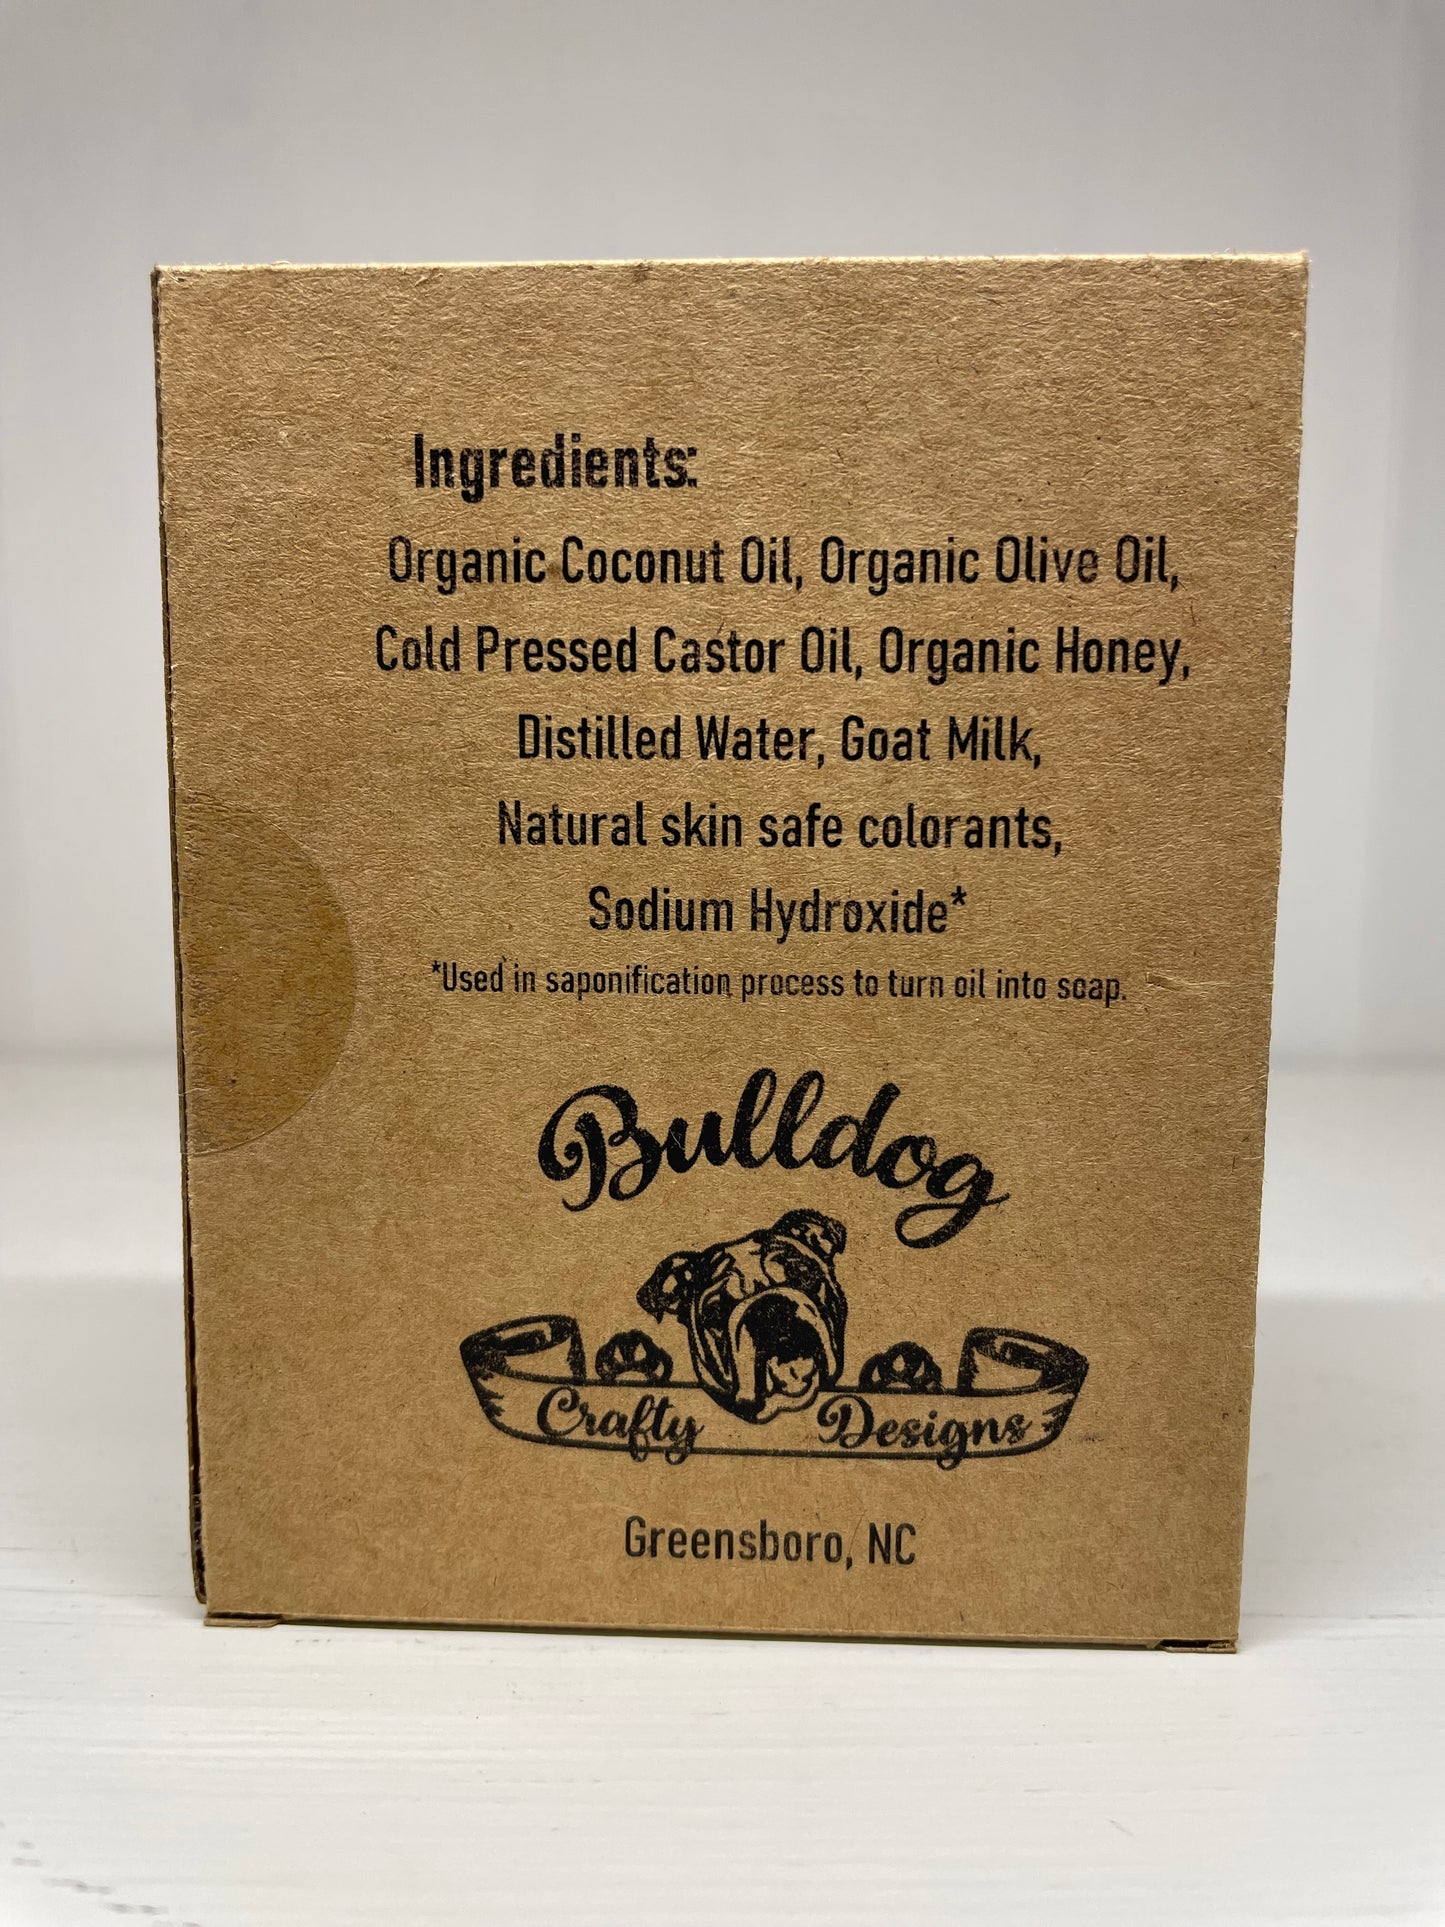 Ingredients:
Organic Coconut Oil, Organic Olive Oil,
Cold Pressed Castor Oil, Organic Honey,
Distilled Water, Goat Milk,
Natural skin safe colorants,
Sodium Hydroxide*
*Used in saponification process to turn oil into soap.
Bulldog
Crafty Designs
Greensboro, NC